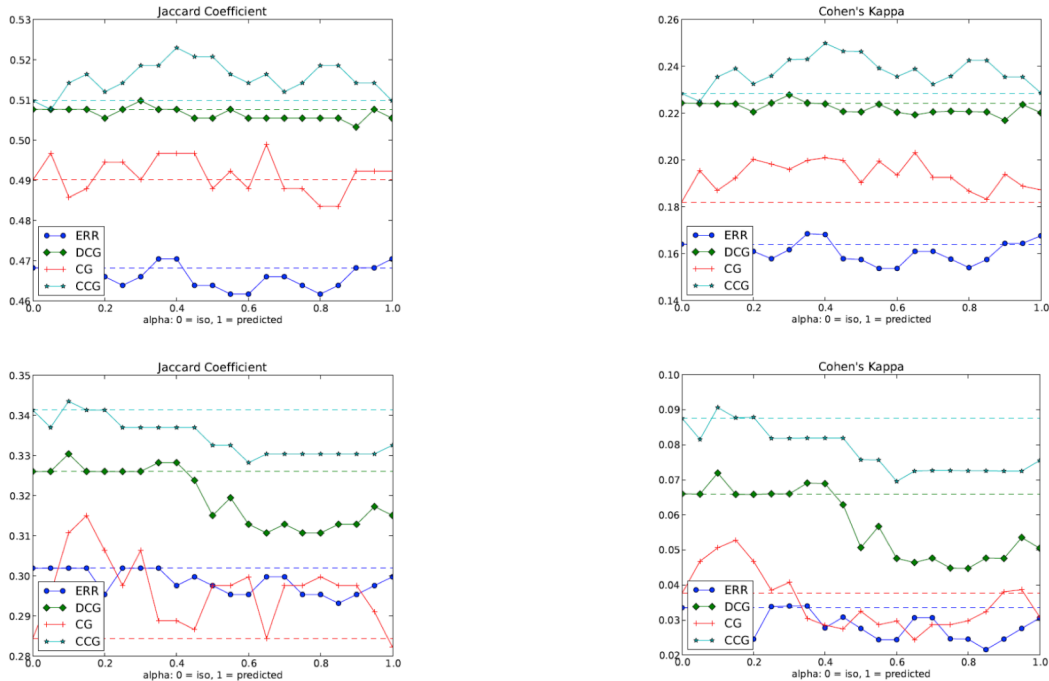 Jaccard Coefficient
0.53
0.52
0.51
0.50
0.49
0.48
0.47
0.46
ERR
DCG
CG
CCG
0.0 0.2 0.4 0.6 0.8 1.0
alpha: 0 = iso, 1 = predicted
Cohen's Kappa
0.26
0.24
0.22
0.20
0.18
0.16
0.14
ERR
DCG
CG
CCG
0.0 0.2 0.4 0.6 0.8 1.0
alpha: 0 = iso, 1 = predicted
Jaccard Coefficient
0.35
0.34
0.33
0.32
0.31
0.30
0.29
0.28
ERR
DCG
CG
CCG
0.0 0.2 0.4 0.6 0.8 1.0
alpha: 0 = iso, 1 = predicted
Cohen's Kappa
0.10
0.09
0.08
0.07
0.06
0.05
0.04
0.03
0.02
ERR
DCG
CG
CCG
0.0 0.2 0.4 0.6 0.8 1.0
alpha: 0 = iso, 1 = predicted